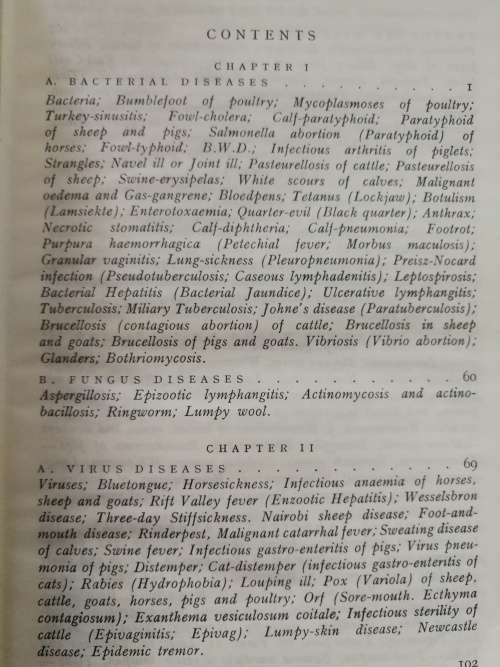 CONTENTS
CHAPTER I
A. BACTERIAL DISEASES . . . . . . . . . . 1
Bacteria; Bumblefoot of poultry; Mycoplasmoses of poultry;
Turkey-sinusitis; Fowl-cholera; Calf-paratyphoid; Paratyphoid
of sheep and pigs; Salmonella abortion (Paratyphoid) of
horses; Fowl-typhoid; B.W.D.; Infectious arthritis of piglets;
Strangles; Navel ill or Joint ill; Pasteurellosis of cattle; Pasteurellosis
of sheep; Swine-erysipelas; White scours of calves; Malignant
oedema and Gas-gangrene; Bloedpens; Tetanus (Lockjaw); Botulism
(Lamsiekte); Enterotoxaemia; Quarter-evil (Black quarter); Anthrax;
Necrotic stomatitis; Calf-diphtheria; Calf-pneumonia; Footrot;
Purpura haemorrhagica (Petechial fever; Morbus maculosis);
Granular vaginitis; Lung-sickness (Pleuropneumonia); Preisz-Nocard
infection (Pseudotuberculosis; Caseous lymphadenitis); Leptospirosis;
Bacterial Hepatitis (Bacterial Jaundice); Ulcerative lymphangitis;
Tuberculosis; Miliary Tuberculosis; Johne's disease (Paratuberculosis);
Brucellosis (contagious abortion) of cattle; Brucellosis in sheep
and goats; Brucellosis of pigs and goats. Vibriosis (Vibrio abortion);
Glanders; Bothriomycosis.
B. FUNGUS DISEASES . . . . . . . . . . . 60
Aspergillosis; Epizootic lymphangitis; Actinomycosis and actino-
bacillosis; Ringworm; Lumpy wool.
CHAPTER II
A. VIRUS DISEASES . . . . . . . . . . . . 69
Viruses; Bluetongue; Horsesickness; Infectious anaemia of horses,
sheep and goats; Rift Valley fever (Enzootic Hepatitis); Wesselsbron
disease; Three-day Stiffsickness. Nairobi sheep disease; Foot-and-
mouth disease; Rinderpest, Malignant catarrhal fever; Sweating disease
of calves; Swine fever; Infectious gastro-enteritis of pigs; Virus pneu-
monia of pigs; Distemper; Cat-distemper (infectious gastro-enteritis of
cats); Rabies (Hydrophobia); Louping ill; Pox (Variola) of sheep,
cattle, goats, horses, pigs and poultry; Orf (Sore-mouth. Ecthyma
contagiosum); Exanthema vesiculosum coitale; Infectious sterility of
cattle (Epivaginitis; Epivag); Lumpy-skin disease; Newcastle
disease; Epidemic tremor.
102